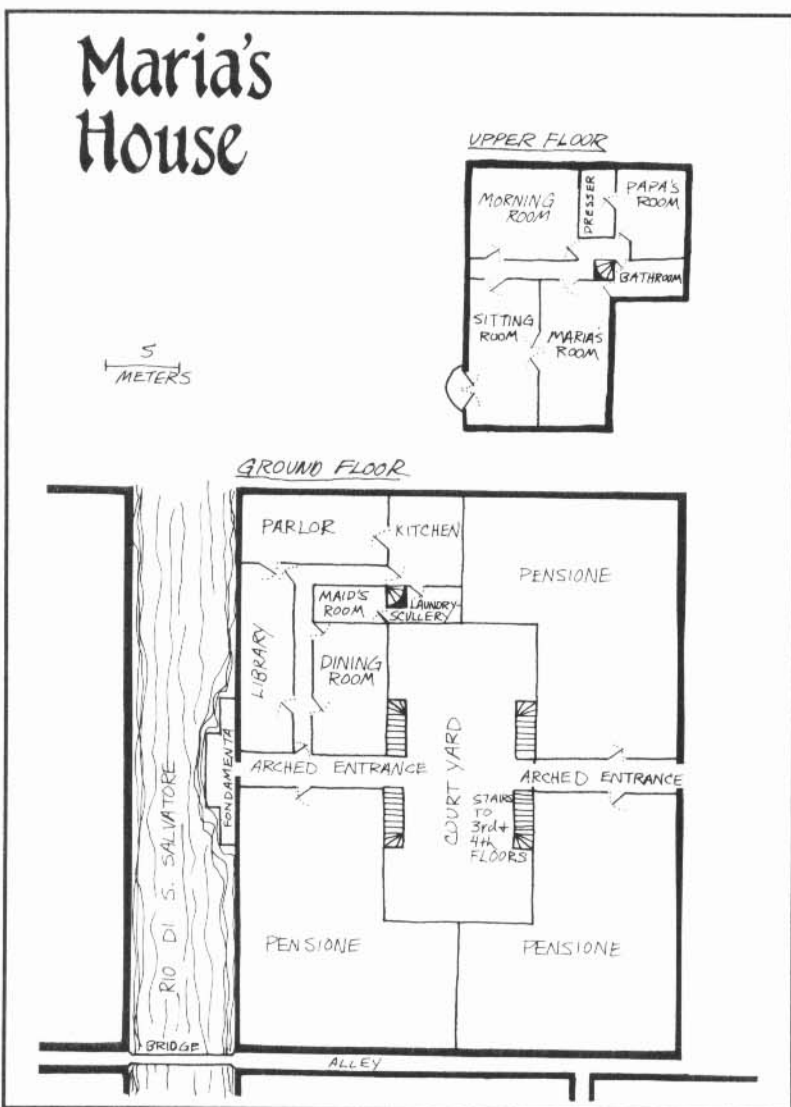 Maria's
House
UPPER FLOOR
MORNING
ROOM
DRESSER
PAPA'S
ROOM
BATHROOM
SITTING
ROOM
MARIA'S
ROOM
5
METERS
GROUND FLOOR
PARLOR
KITCHEN
PENSIONE
MAID'S
ROOM
LAUNDRY-
SCULLERY
LIBRARY
DINING
ROOM
FONDAMENTA
ARCHED ENTRANCE
COURT YARD
ARCHED ENTRANCE
STAIRS
TO
3rd+
4th
FLOORS
RIO DI S. SALVATORE
PENSIONE
PENSIONE
BRIDGE
ALLEY